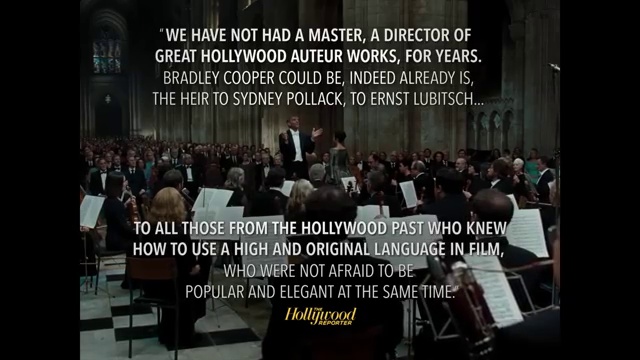 "WE HAVE NOT HAD A MASTER, A DIRECTOR OF
GREAT HOLLYWOOD AUTEUR WORKS, FOR YEARS.
BRADLEY COOPER COULD BE, INDEED ALREADY IS,
THE HEIR TO SYDNEY POLLACK, TO ERNST LUBITSCH...
TO ALL THOSE FROM THE HOLLYWOOD PAST WHO KNEW
HOW TO USE A HIGH AND ORIGINAL LANGUAGE IN FILM,
WHO WERE NOT AFRAID TO BE
POPULAR AND ELEGANT AT THE SAME TIME."
THE
Hollywood
REPORTER